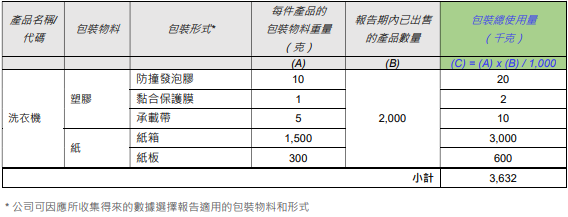 產品名稱/ 包裝物料 包裝形式* 每件產品的 報告期內已出售 包裝總使用量
代碼 包裝物料重量 的產品數量 (千克)
(克)
(A) (B) (C) = (A) x (B) / 1,000
洗衣機 塑膠 防撞發泡膠 10 2,000 20
黏合保護膜 1 2
承載帶 5 10
紙 紙箱 1,500 3,000
紙板 300 600
小計 3,632
* 公司可因應所收集得來的數據選擇報告適用的包裝物料和形式